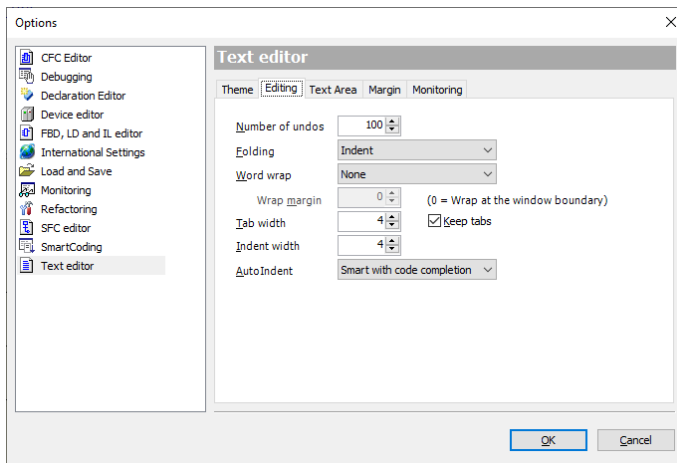 Options
CFC Editor
Debugging
Declaration Editor
Device editor
FBD, LD and IL editor
International Settings
Load and Save
Monitoring
Refactoring
SFC editor
SmartCoding
Text editor
Text editor
Theme Editing Text Area Margin Monitoring
Number of undos 100
Folding Indent
Word wrap None
Wrap margin 0 (0 = Wrap at the window boundary)
Tab width 4 Keep tabs
Indent width 4
AutoIndent Smart with code completion
OK Cancel